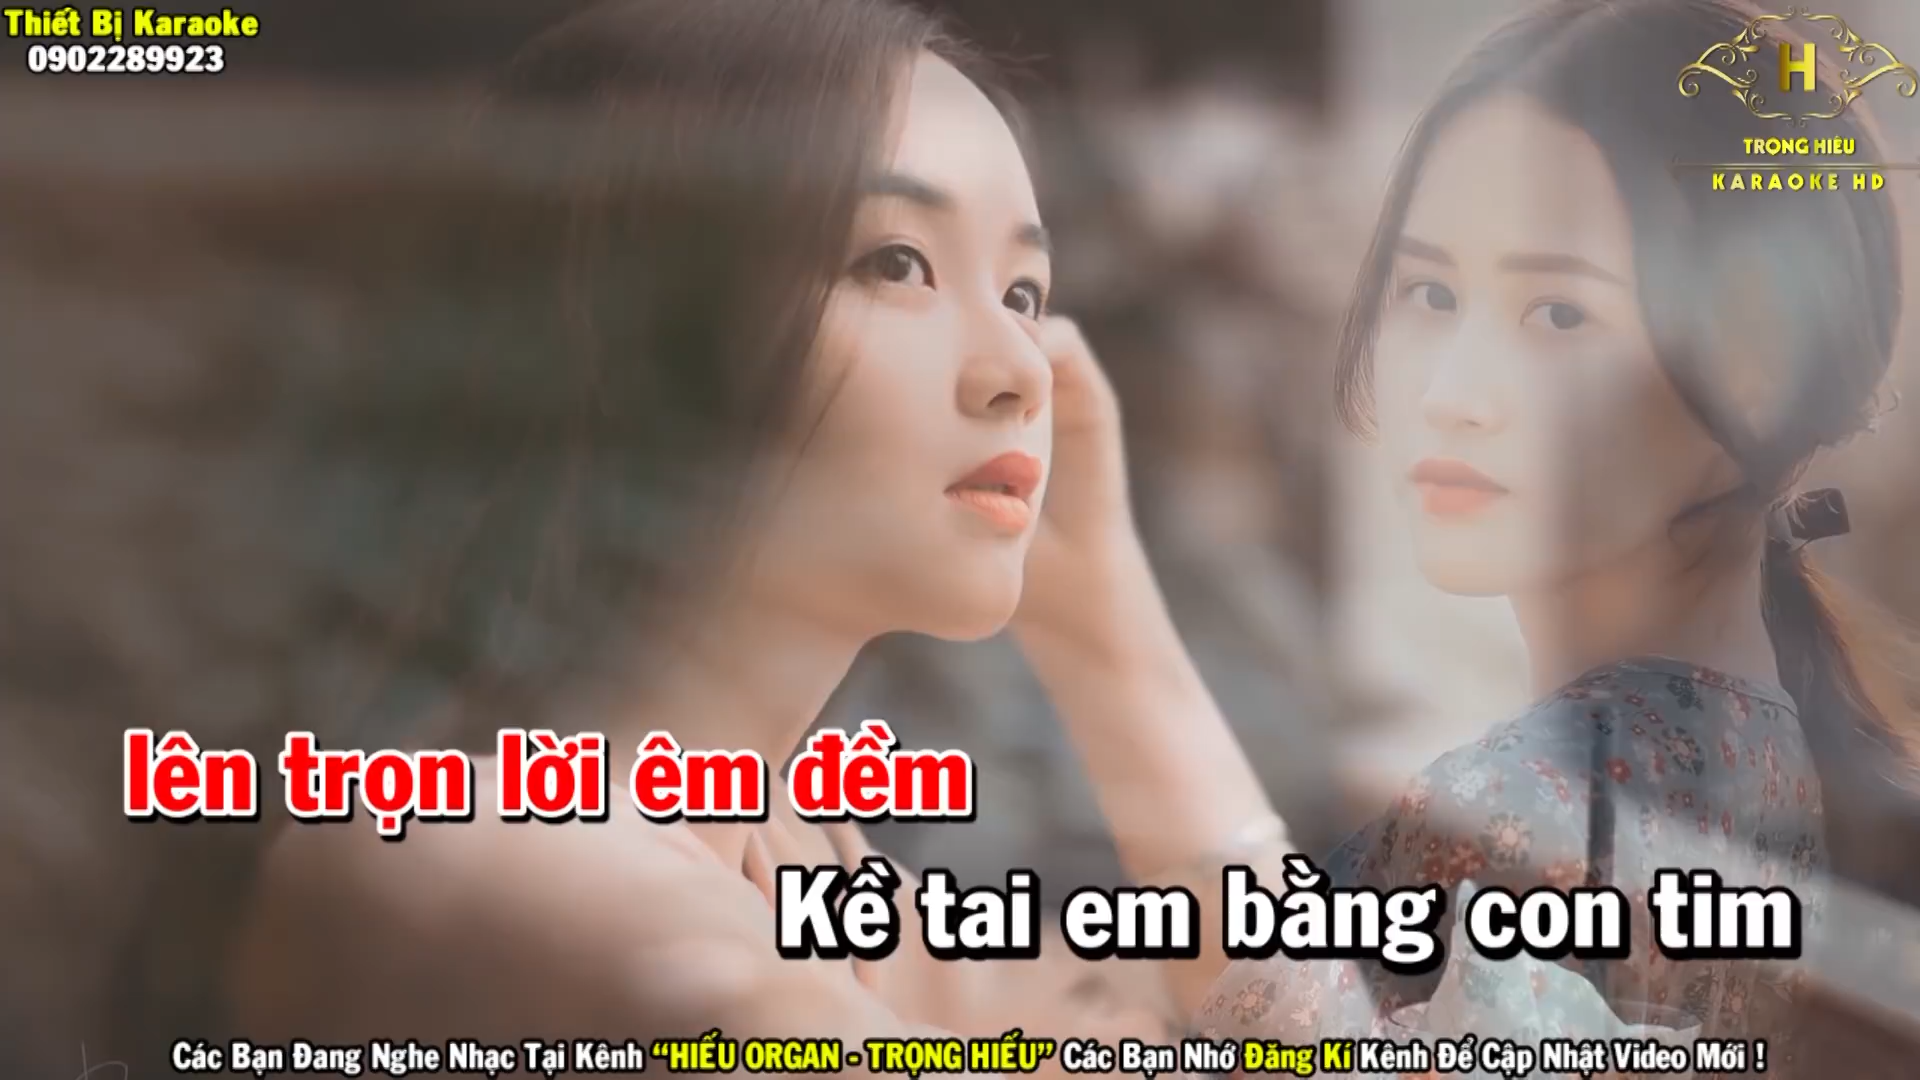 Thiết Bị Karaoke
0902289923
H
TRỌNG HIẾU
KARAOKE HD
lên trọn lời êm đềm
Kề tai em bằng con tim
Các Bạn Đang Nghe Nhạc Tại Kênh “HIẾU ORGAN - TRỌNG HIẾU” Các Bạn Nhớ Đăng Kí Kênh Để Cập Nhật Video Mới !